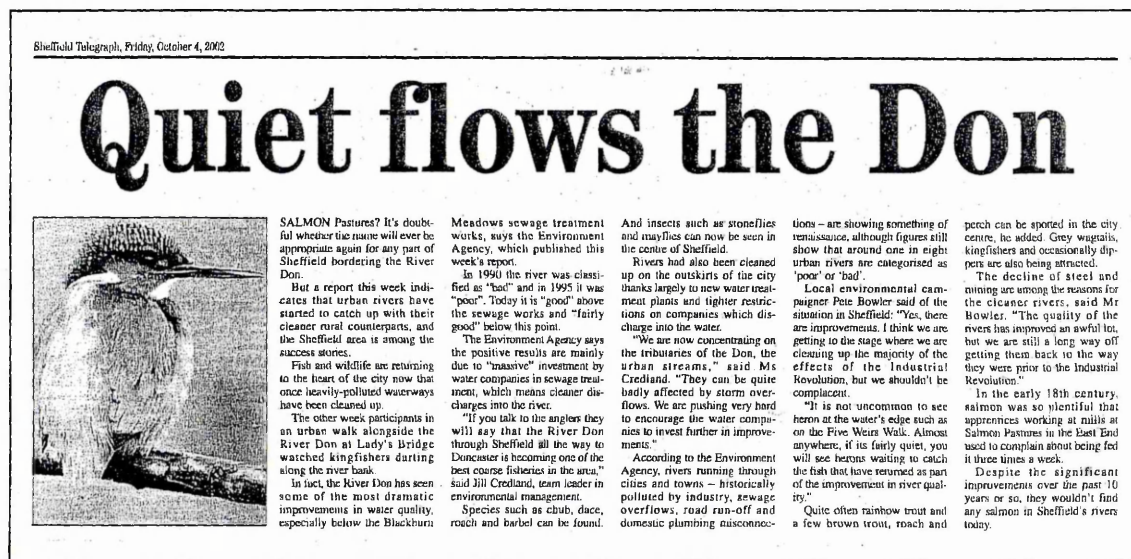 Sheffield Telegraph, Friday, October 4, 2002
Quiet flows the Don
SALMON Pastures? It's doubt-
ful whether the name will ever be
appropriate again for any part of
Sheffield bordering the River
Don.
But a report this week indi-
cates that urban rivers have
started to catch up with their
cleaner rural counterparts, and
the Sheffield area is among the
success stories.
Fish and wildlife are returning
to the heart of the city now that
once heavily-polluted waterways
have been cleaned up.
The other week participants in
an urban walk alongside the
River Don at Lady's Bridge
watched kingfishers darting
along the river bank.
In fact, the River Don has seen
some of the most dramatic
improvements in water quality,
especially below the Blackburn
Meadows sewage treatment
works, says the Environment
Agency, which published this
week's report.
In 1990 the river was classi-
fied as "bad" and in 1995 it was
"poor". Today it is "good" above
the sewage works and "fairly
good" below this point.
The Environment Agency says
the positive results are mainly
due to "massive" investment by
water companies in sewage treat-
ment, which means cleaner dis-
charges into the river.
"If you talk to the anglers they
will say that the River Don
through Sheffield all the way to
Doncaster is becoming one of the
best coarse fisheries in the area,"
said Jill Credland, team leader in
environmental management.
Species such as chub, dace,
roach and barbel can be found.
And insects such as stoneflies
and mayflies can now be seen in
the centre of Sheffield.
Rivers had also been cleaned
up on the outskirts of the city
thanks largely to new water treat-
ment plants and tighter restric-
tions on companies which dis-
charge into the water.
"We are now concentrating on
the tributaries of the Don, the
urban streams," said Ms
Credland. "They can be quite
badly affected by storm over-
flows. We are pushing very hard
to encourage the water compa-
nies to invest further in improve-
ments."
According to the Environment
Agency, rivers running through
cities and towns – historically
polluted by industry, sewage
overflows, road run-off and
domestic plumbing misconnec-
tions – are showing something of
renaissance, although figures still
show that around one in eight
urban rivers are categorised as
'poor' or 'bad'.
Local environmental cam-
paigner Pete Bowler said of the
situation in Sheffield: "Yes, there
are improvements. I think we are
getting to the stage where we are
cleaning up the majority of the
effects of the Industrial
Revolution, but we shouldn't be
complacent.
"It is not uncommon to see
heron at the water's edge such as
on the Five Weirs Walk. Almost
anywhere, if its fairly quiet, you
will see herons waiting to catch
the fish that have returned as part
of the improvement in river qual-
ity."
Quite often rainbow trout and
a few brown trout, roach and
perch can be spotted in the city
centre, he added. Grey wagtails,
kingfishers and occasionally dip-
pers are also being attracted.
The decline of steel and
mining are among the reasons for
the cleaner rivers, said Mr
Bowler. "The quality of the
rivers has improved an awful lot,
but we are still a long way off
getting them back to the way
they were prior to the Industrial
Revolution."
In the early 18th century,
salmon was so plentiful that
apprentices working at mills at
Salmon Pastures in the East End
used to complain about being fed
it three times a week.
Despite the significant
improvements over the past 10
years or so, they wouldn't find
any salmon in Sheffield's rivers
today.